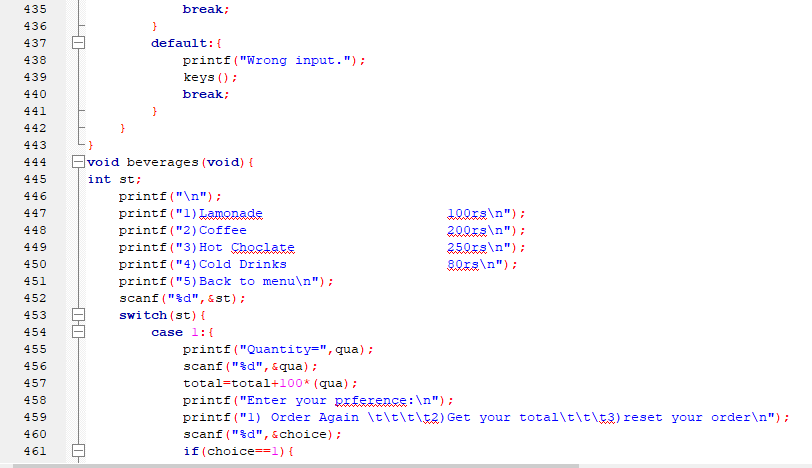 435 break;
436 }
437 default:{
438 printf("Wrong input.");
439 keys();
440 break;
441 }
442 }
443 }
444 void beverages(void){
445 int st;
446 printf("\n");
447 printf("1)Lamonade 100rs\n");
448 printf("2)Coffee 200rs\n");
449 printf("3)Hot Choclate 250rs\n");
450 printf("4)Cold Drinks 80rs\n");
451 printf("5)Back to menu\n");
452 scanf("%d",&st);
453 switch(st){
454 case 1:{
455 printf("Quantity=",qua);
456 scanf("%d",&qua);
457 total=total+100*(qua);
458 printf("Enter your prference:\n");
459 printf("1) Order Again \t\t\t\t2)Get your total\t\t\t3)reset your order\n");
460 scanf("%d",&choice);
461 if(choice==1){